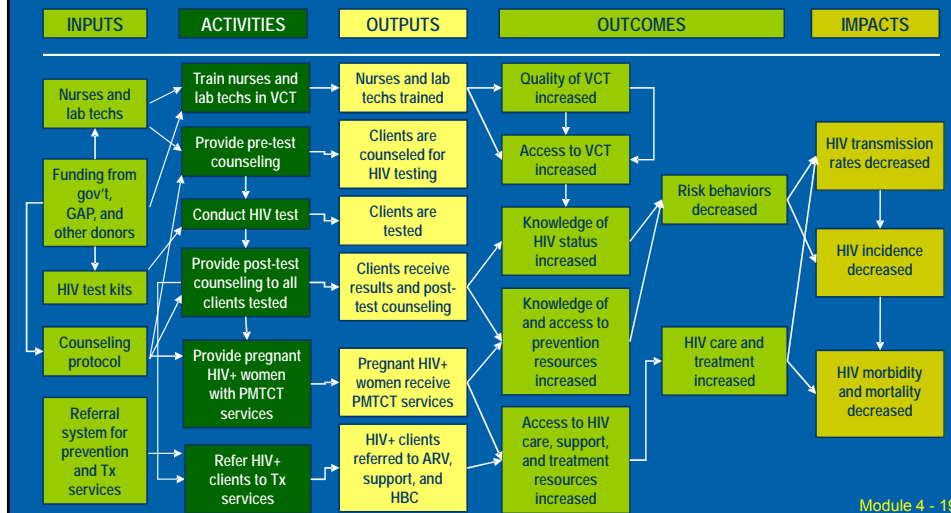 INPUTS
ACTIVITIES
OUTPUTS
OUTCOMES
IMPACTS
Nurses and
lab techs
Funding from
gov't,
GAP, and
other donors
HIV test kits
Counseling
protocol
Referral
system for
prevention
and Tx
services
Train nurses and
lab techs in VCT
Provide pre-test
counseling
Conduct HIV test
Provide post-test
counseling to all
clients tested
Provide pregnant
HIV+ women
with PMTCT
services
Refer HIV+
clients to Tx
services
Nurses and lab
techs trained
Clients are
counseled for
HIV testing
Clients are
tested
Clients receive
results and post-
test counseling
Pregnant HIV+
women receive
PMTCT services
HIV+ clients
referred to ARV,
support, and
HBC
Quality of VCT
increased
Access to VCT
increased
Knowledge of
HIV status
increased
Knowledge of
and access to
prevention
resources
increased
Access to HIV
care, support,
and treatment
resources
increased
Risk behaviors
decreased
HIV care and
treatment
increased
HIV transmission
rates decreased
HIV incidence
decreased
HIV morbidity
and mortality
decreased
Module 4 - 19